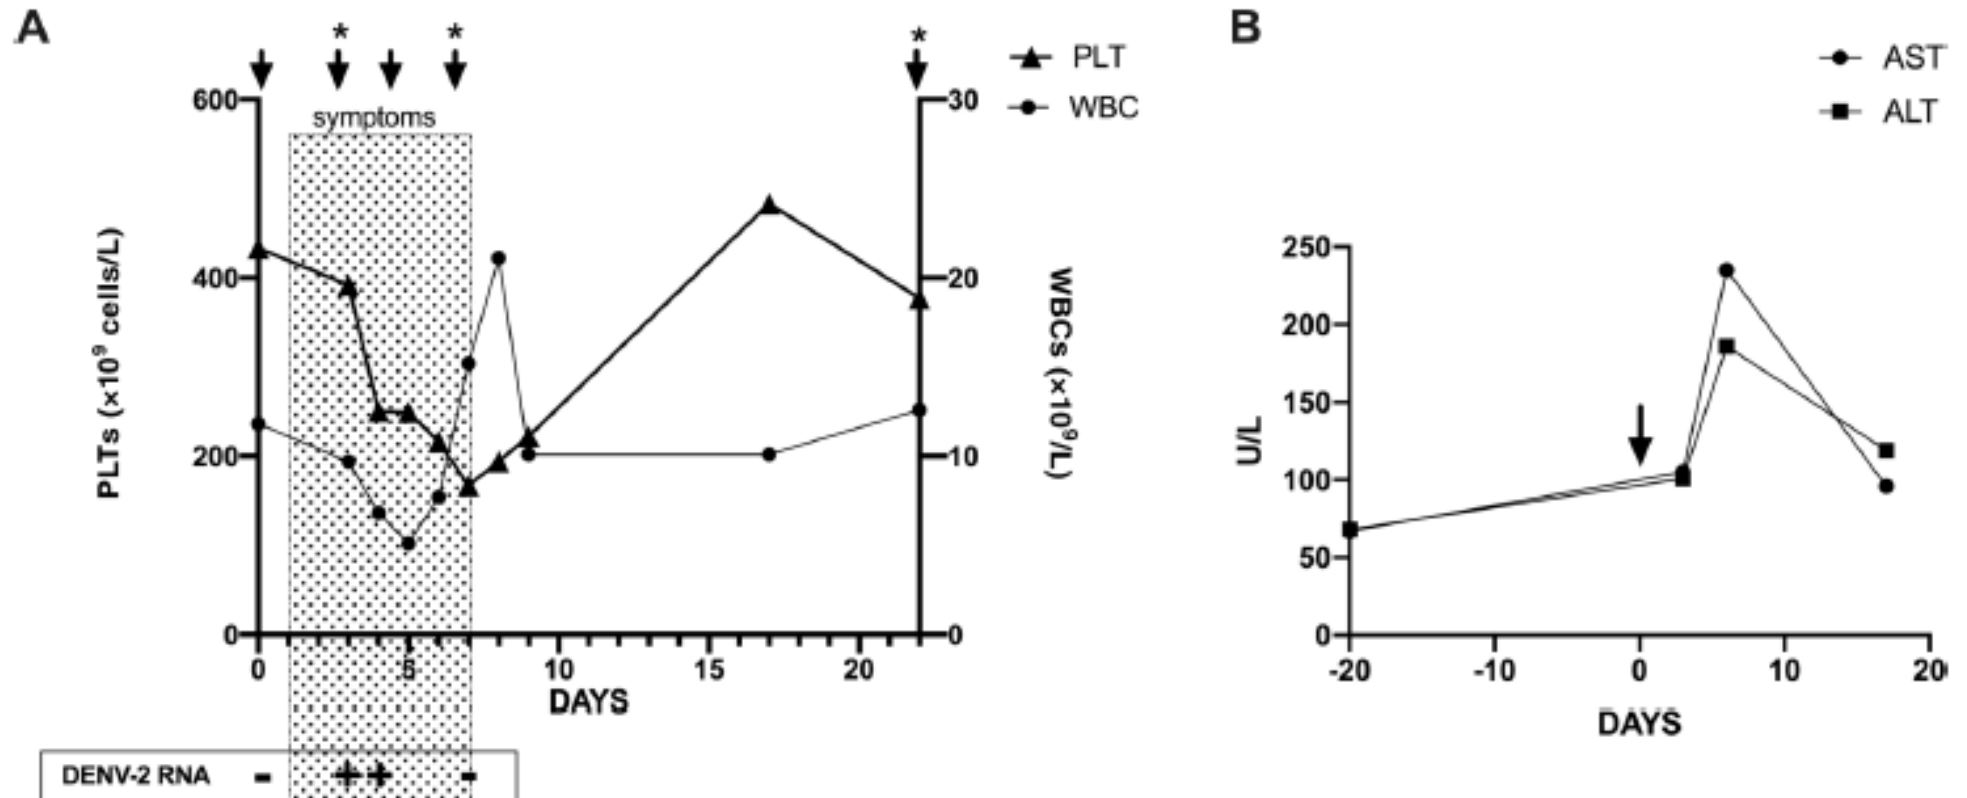 A
* * *
PLT
WBC
symptoms
600
400
200
0
30
20
10
0
PLTs (×10⁹ cells/L)
WBCs (×10⁹/L)
0 5 10 15 20
DAYS
DENV-2 RNA - + + -
B
AST
ALT
250
200
150
100
50
0
U/L
-20 -10 0 10 20
DAYS